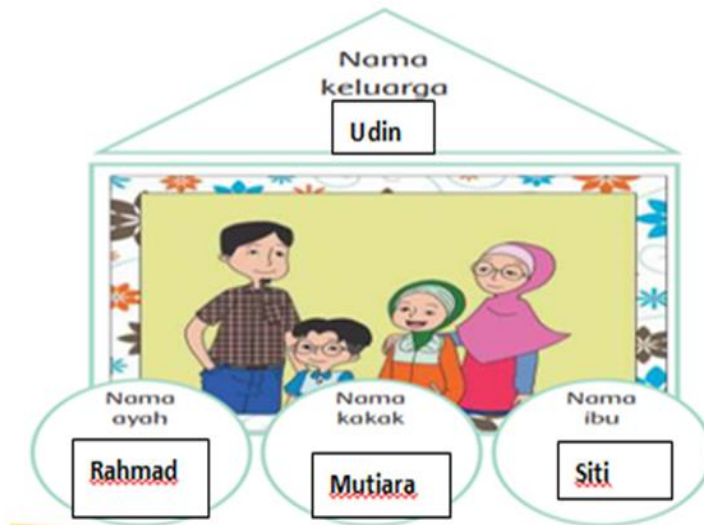 Nama
keluarga
Udin
Nama
ayah
Rahmad
Nama
kakak
Mutiara
Nama
ibu
Siti